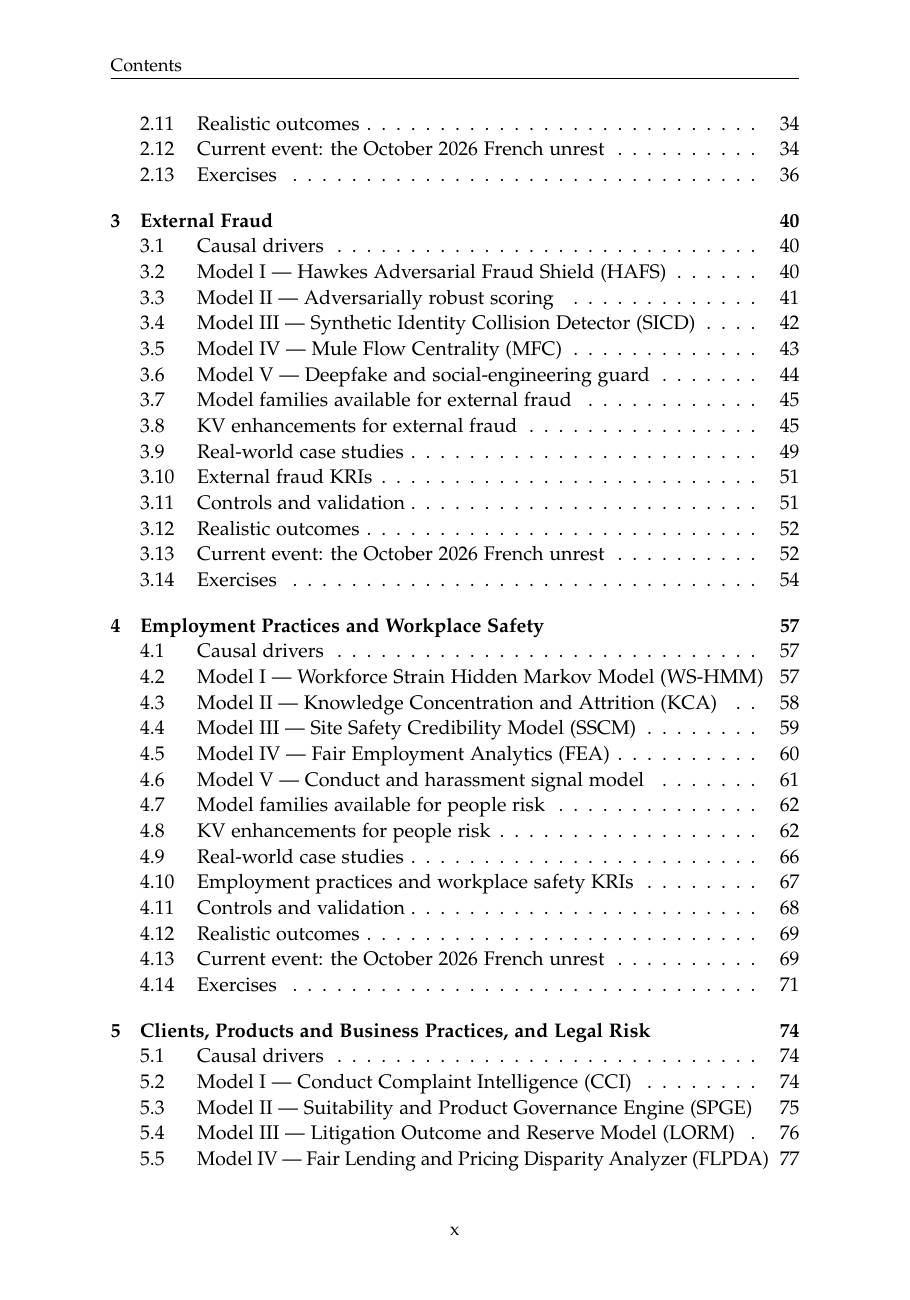 Contents
2.11 Realistic outcomes . . . . . . . . . . . . . . . . . . . . . . . . . . . 34
2.12 Current event: the October 2026 French unrest . . . . . . . . . . 34
2.13 Exercises . . . . . . . . . . . . . . . . . . . . . . . . . . . . . . . . 36
3 External Fraud 40
3.1 Causal drivers . . . . . . . . . . . . . . . . . . . . . . . . . . . . . 40
3.2 Model I — Hawkes Adversarial Fraud Shield (HAFS) . . . . . . 40
3.3 Model II — Adversarially robust scoring . . . . . . . . . . . . . 41
3.4 Model III — Synthetic Identity Collision Detector (SICD) . . . . 42
3.5 Model IV — Mule Flow Centrality (MFC) . . . . . . . . . . . . . 43
3.6 Model V — Deepfake and social-engineering guard . . . . . . . 44
3.7 Model families available for external fraud . . . . . . . . . . . . 45
3.8 KV enhancements for external fraud . . . . . . . . . . . . . . . . 45
3.9 Real-world case studies . . . . . . . . . . . . . . . . . . . . . . . . 49
3.10 External fraud KRIs . . . . . . . . . . . . . . . . . . . . . . . . . . 51
3.11 Controls and validation . . . . . . . . . . . . . . . . . . . . . . . . 51
3.12 Realistic outcomes . . . . . . . . . . . . . . . . . . . . . . . . . . . 52
3.13 Current event: the October 2026 French unrest . . . . . . . . . . 52
3.14 Exercises . . . . . . . . . . . . . . . . . . . . . . . . . . . . . . . . 54
4 Employment Practices and Workplace Safety 57
4.1 Causal drivers . . . . . . . . . . . . . . . . . . . . . . . . . . . . . 57
4.2 Model I — Workforce Strain Hidden Markov Model (WS-HMM) 57
4.3 Model II — Knowledge Concentration and Attrition (KCA) . . 58
4.4 Model III — Site Safety Credibility Model (SSCM) . . . . . . . . 59
4.5 Model IV — Fair Employment Analytics (FEA) . . . . . . . . . . 60
4.6 Model V — Conduct and harassment signal model . . . . . . . 61
4.7 Model families available for people risk . . . . . . . . . . . . . . 62
4.8 KV enhancements for people risk . . . . . . . . . . . . . . . . . . 62
4.9 Real-world case studies . . . . . . . . . . . . . . . . . . . . . . . . 66
4.10 Employment practices and workplace safety KRIs . . . . . . . . 67
4.11 Controls and validation . . . . . . . . . . . . . . . . . . . . . . . . 68
4.12 Realistic outcomes . . . . . . . . . . . . . . . . . . . . . . . . . . . 69
4.13 Current event: the October 2026 French unrest . . . . . . . . . . 69
4.14 Exercises . . . . . . . . . . . . . . . . . . . . . . . . . . . . . . . . 71
5 Clients, Products and Business Practices, and Legal Risk 74
5.1 Causal drivers . . . . . . . . . . . . . . . . . . . . . . . . . . . . . 74
5.2 Model I — Conduct Complaint Intelligence (CCI) . . . . . . . . 74
5.3 Model II — Suitability and Product Governance Engine (SPGE) 75
5.4 Model III — Litigation Outcome and Reserve Model (LORM) . 76
5.5 Model IV — Fair Lending and Pricing Disparity Analyzer (FLPDA) 77
x